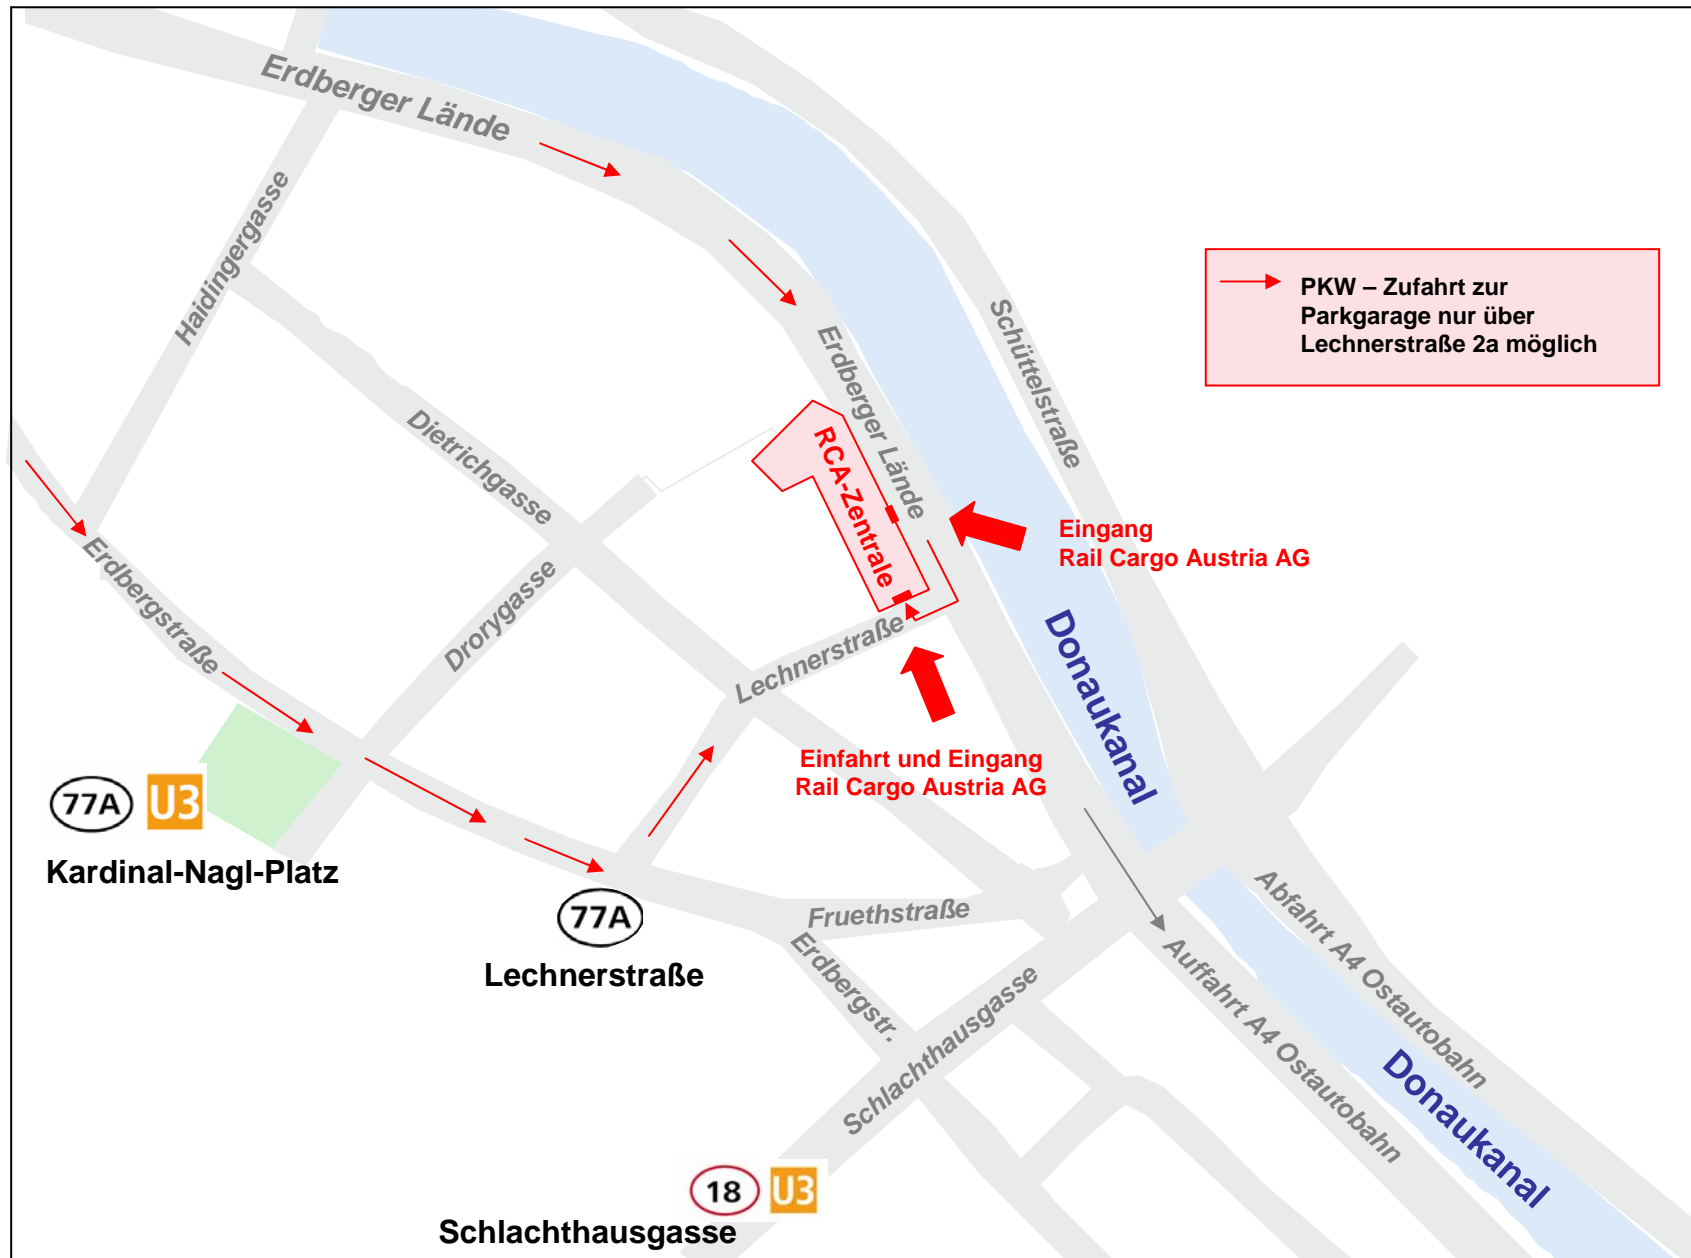 Erdberger Lände
Haidingergasse
PKW – Zufahrt zur
Parkgarage nur über
Lechnerstraße 2a möglich
Schüttelstraße
Erdberger Lände
Dietrichgasse
RCA-Zentrale
Eingang
Rail Cargo Austria AG
Erdbergstraße
Drorygasse
Lechnerstraße
Donaukanal
Einfahrt und Eingang
Rail Cargo Austria AG
77A U3
Kardinal-Nagl-Platz
77A
Lechnerstraße
Fruethstraße
Erdbergstr.
Schlachthausgasse
Abfahrt A4 Ostautobahn
Auffahrt A4 Ostautobahn
Donaukanal
18 U3
Schlachthausgasse